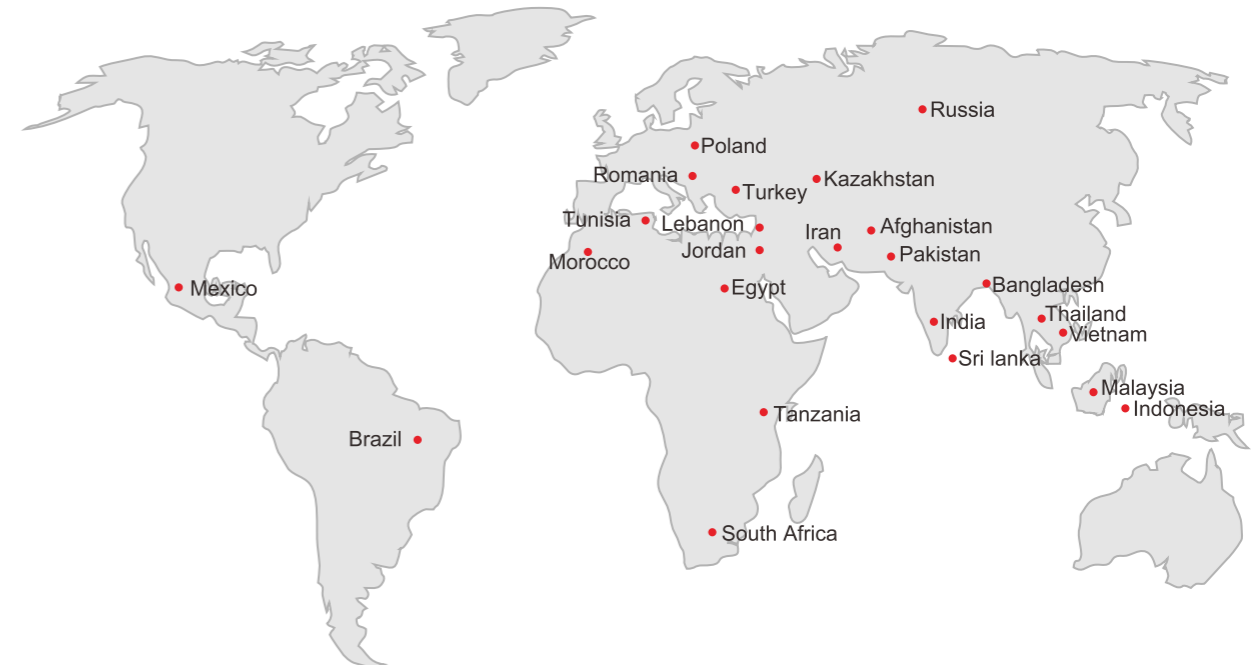 Russia
Poland
Romania
Kazakhstan
Turkey
Tunisia
Lebanon
Afghanistan
Iran
Jordan
Pakistan
Morocco
Bangladesh
Egypt
Mexico
Thailand
India
Vietnam
Sri lanka
Malaysia
Indonesia
Tanzania
Brazil
South Africa